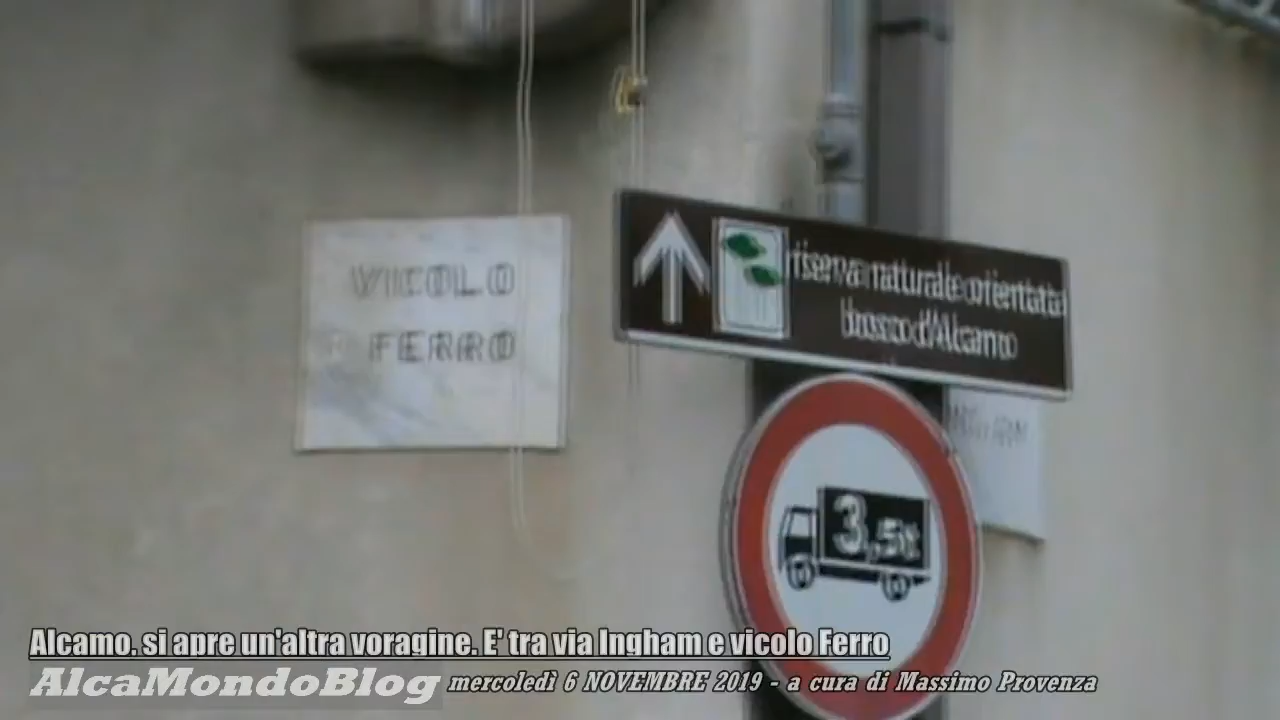 VICOLO
FERRO
riserva naturale orientata
bosco d'Alcamo
3,5t
Alcamo, si apre un'altra voragine. E' tra via Ingham e vicolo Ferro
AlcaMondoBlog
mercoledì 6 NOVEMBRE 2019 - a cura di Massimo Provenza